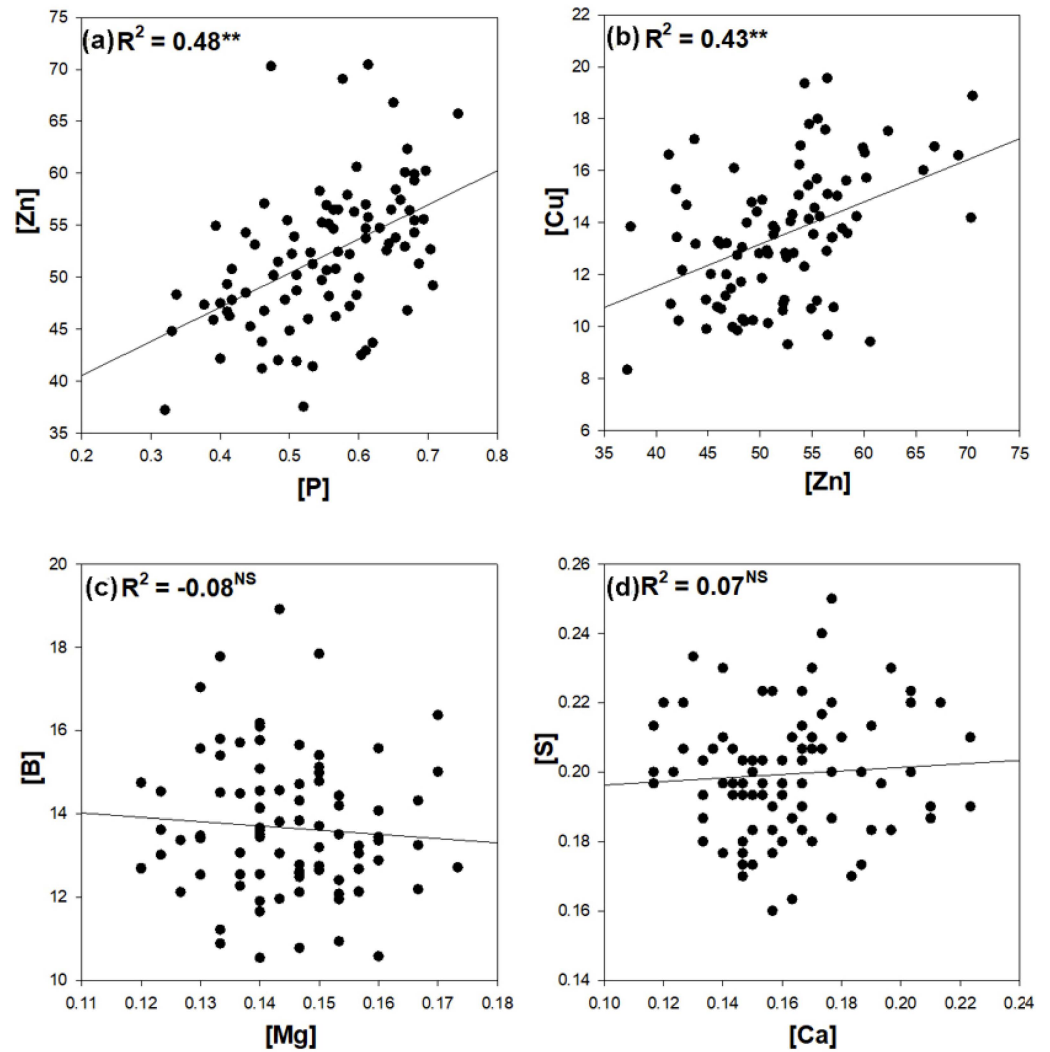 (a) R² = 0.48**
75
70
65
60
55
50
45
40
35
[Zn]
0.2 0.3 0.4 0.5 0.6 0.7 0.8
[P]
(b) R² = 0.43**
22
20
18
16
14
12
10
8
6
[Cu]
35 40 45 50 55 60 65 70 75
[Zn]
(c) R² = -0.08ᴺˢ
20
18
16
14
12
10
[B]
0.11 0.12 0.13 0.14 0.15 0.16 0.17 0.18
[Mg]
(d) R² = 0.07ᴺˢ
0.26
0.24
0.22
0.20
0.18
0.16
0.14
[S]
0.10 0.12 0.14 0.16 0.18 0.20 0.22 0.24
[Ca]